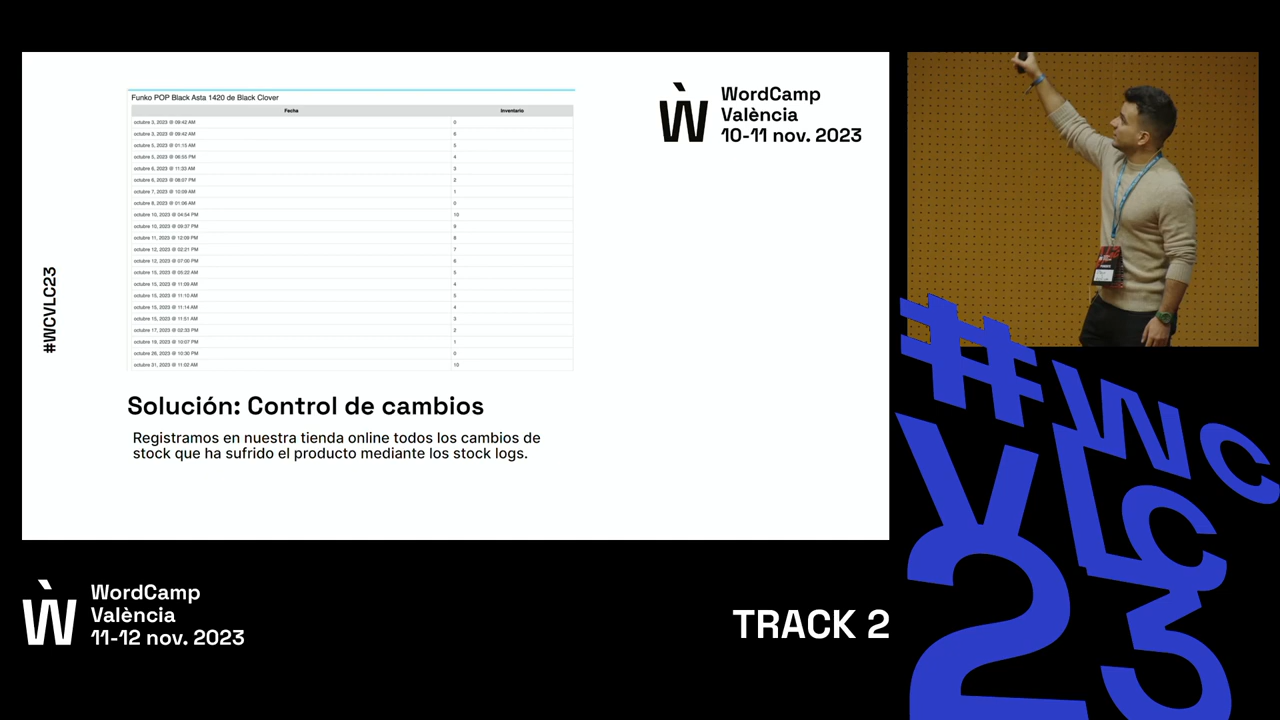 Funko POP Black Asta 1420 de Black Clover
Fecha Inventario
octubre 3, 2023 @ 09:42 AM 0
octubre 3, 2023 @ 09:42 AM 6
octubre 5, 2023 @ 01:15 AM 5
octubre 5, 2023 @ 06:55 PM 4
octubre 6, 2023 @ 11:33 AM 3
octubre 6, 2023 @ 08:07 PM 2
octubre 7, 2023 @ 10:09 AM 1
octubre 8, 2023 @ 01:06 AM 0
octubre 10, 2023 @ 04:54 PM 10
octubre 10, 2023 @ 09:37 PM 9
octubre 11, 2023 @ 12:09 PM 8
octubre 12, 2023 @ 02:21 PM 7
octubre 12, 2023 @ 07:00 PM 6
octubre 15, 2023 @ 05:22 AM 5
octubre 15, 2023 @ 11:09 AM 4
octubre 15, 2023 @ 11:10 AM 5
octubre 15, 2023 @ 11:14 AM 4
octubre 15, 2023 @ 11:51 AM 3
octubre 17, 2023 @ 02:33 PM 2
octubre 19, 2023 @ 10:07 PM 1
octubre 26, 2023 @ 10:30 PM 0
octubre 31, 2023 @ 11:02 AM 10
Solución: Control de cambios
Registramos en nuestra tienda online todos los cambios de
stock que ha sufrido el producto mediante los stock logs.
#WCVLC23
WordCamp
València
10-11 nov. 2023
WordCamp
València
11-12 nov. 2023
TRACK 2
#WC
VLC
23